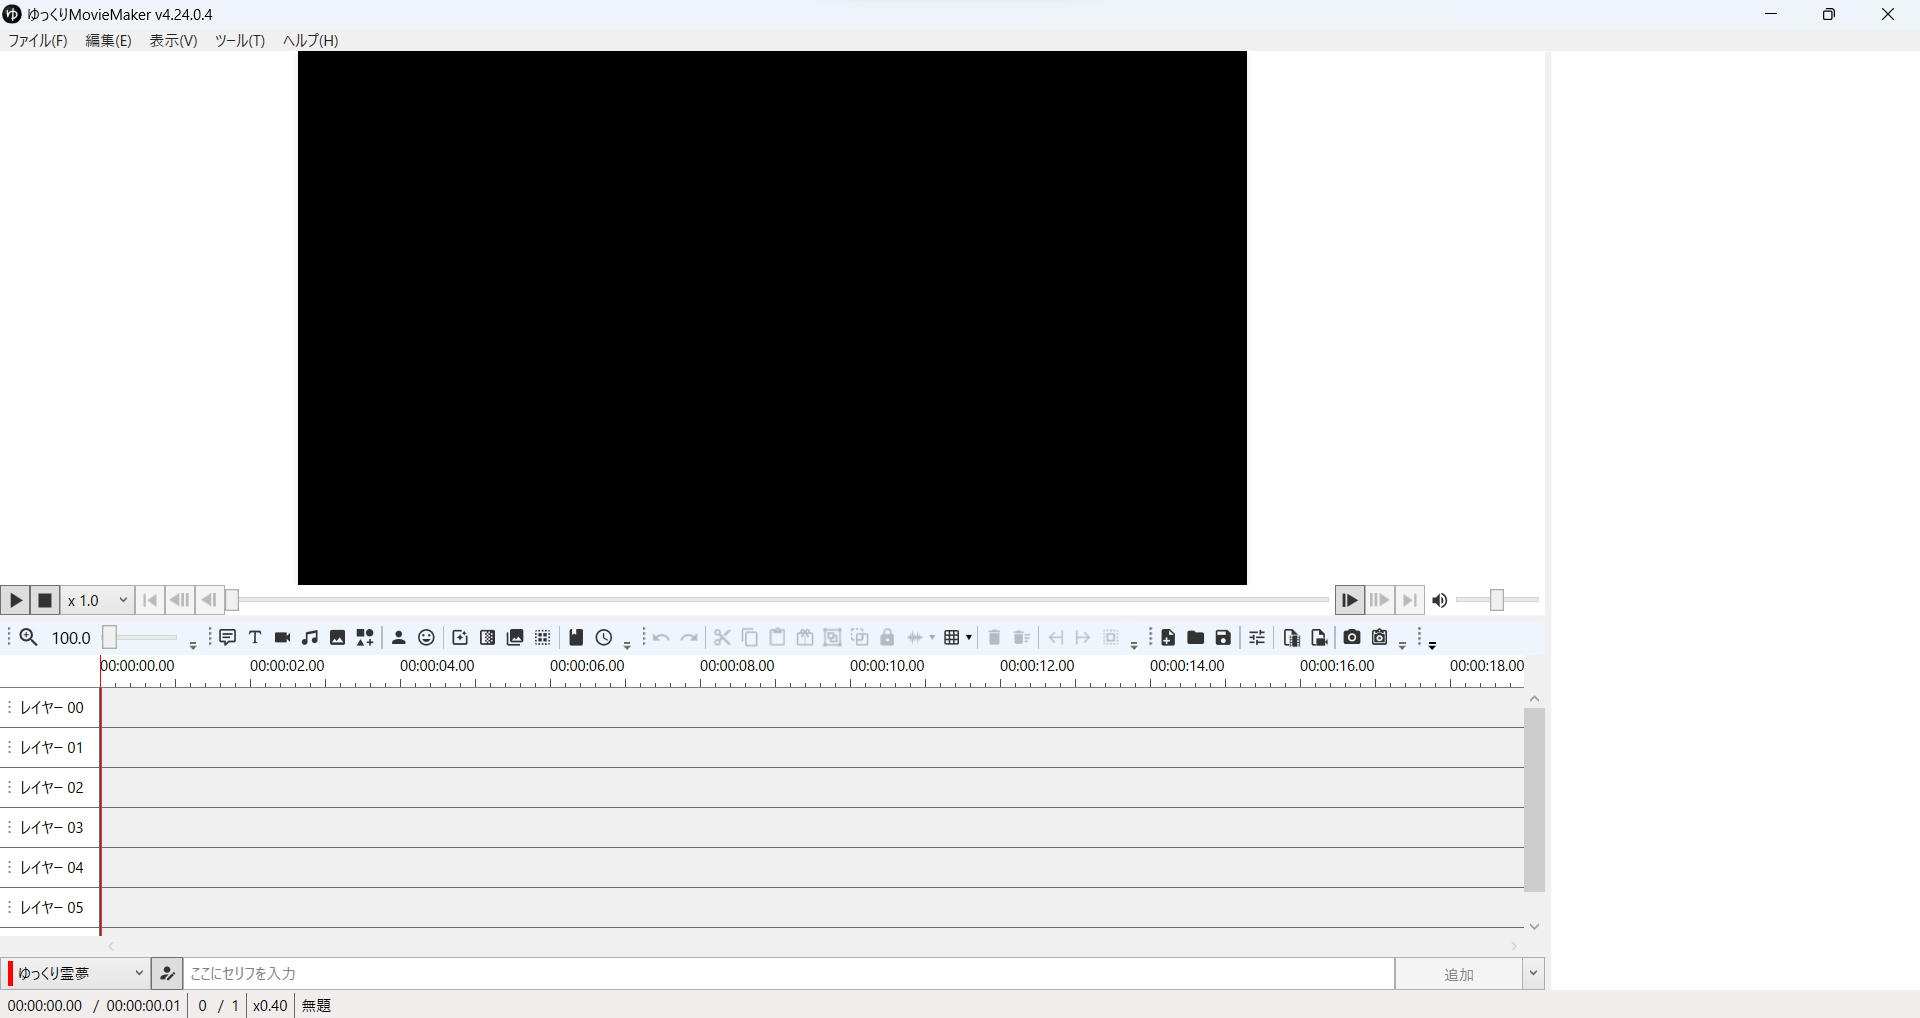 ゆ ゆっくりMovieMaker v4.24.0.4
ファイル(F) 編集(E) 表示(V) ツール(T) ヘルプ(H)
x 1.0
100.0
00:00:00.00 00:00:02.00 00:00:04.00 00:00:06.00 00:00:08.00 00:00:10.00 00:00:12.00 00:00:14.00 00:00:16.00 00:00:18.00
レイヤー 00
レイヤー 01
レイヤー 02
レイヤー 03
レイヤー 04
レイヤー 05
ゆっくり霊夢 ここにセリフを入力 追加
00:00:00.00 / 00:00:00.01 0 / 1 x0.40 無題